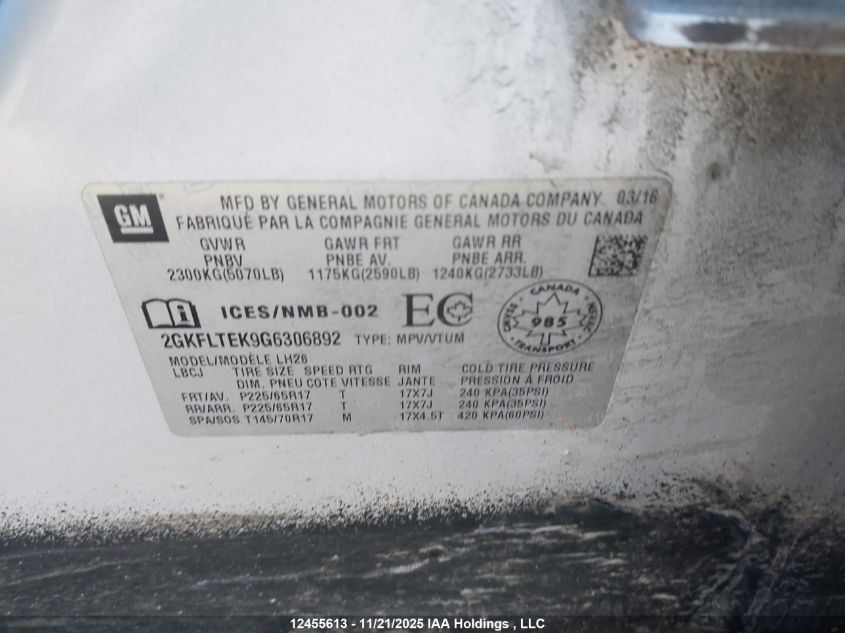 GM
MFD BY GENERAL MOTORS OF CANADA COMPANY 03/16
FABRIQUÉ PAR LA COMPAGNIE GENERAL MOTORS DU CANADA
GVWR GAWR FRT GAWR RR
PNBV PNBE AV. PNBE ARR.
2300KG(5070LB) 1175KG(2590LB) 1240KG(2733LB)
ICES/NMB-002 EC
CANADA
985
TRANSPORT
2GKFLTEK9G6306892 TYPE: MPV/VTUM
MODEL/MODÈLE LH26
LBCJ TIRE SIZE SPEED RTG RIM COLD TIRE PRESSURE
DIM. PNEU COTE VITESSE JANTE PRESSION À FROID
FRT/AV. P225/65R17 T 17X7J 240 KPA(35PSI)
RR/ARR. P225/65R17 T 17X7J 240 KPA(35PSI)
SPA/SOS T145/70R17 M 17X4.5T 420 KPA(60PSI)
12455613 - 11/21/2025 IAA Holdings , LLC